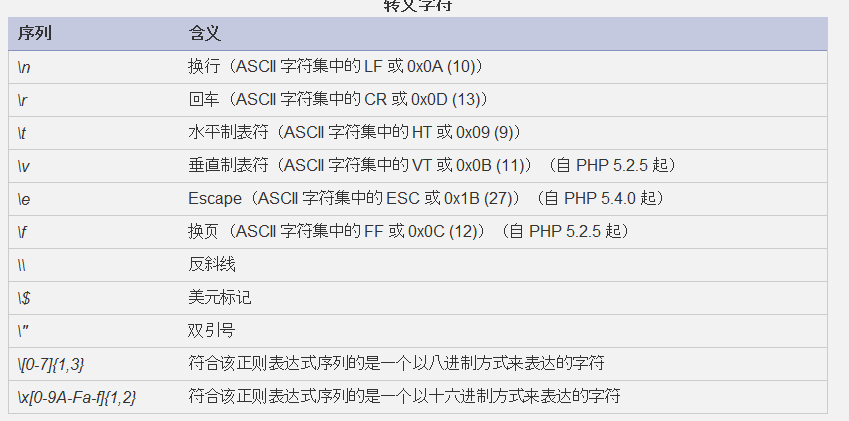 转义字符
序列 含义
\n 换行（ASCII 字符集中的 LF 或 0x0A (10)）
\r 回车（ASCII 字符集中的 CR 或 0x0D (13)）
\t 水平制表符（ASCII 字符集中的 HT 或 0x09 (9)）
\v 垂直制表符（ASCII 字符集中的 VT 或 0x0B (11)）（自 PHP 5.2.5 起）
\e Escape（ASCII 字符集中的 ESC 或 0x1B (27)）（自 PHP 5.4.0 起）
\f 换页（ASCII 字符集中的 FF 或 0x0C (12)）（自 PHP 5.2.5 起）
\\ 反斜线
\$ 美元标记
\" 双引号
\[0-7]{1,3} 符合该正则表达式序列的是一个以八进制方式来表达的字符
\x[0-9A-Fa-f]{1,2} 符合该正则表达式序列的是一个以十六进制方式来表达的字符